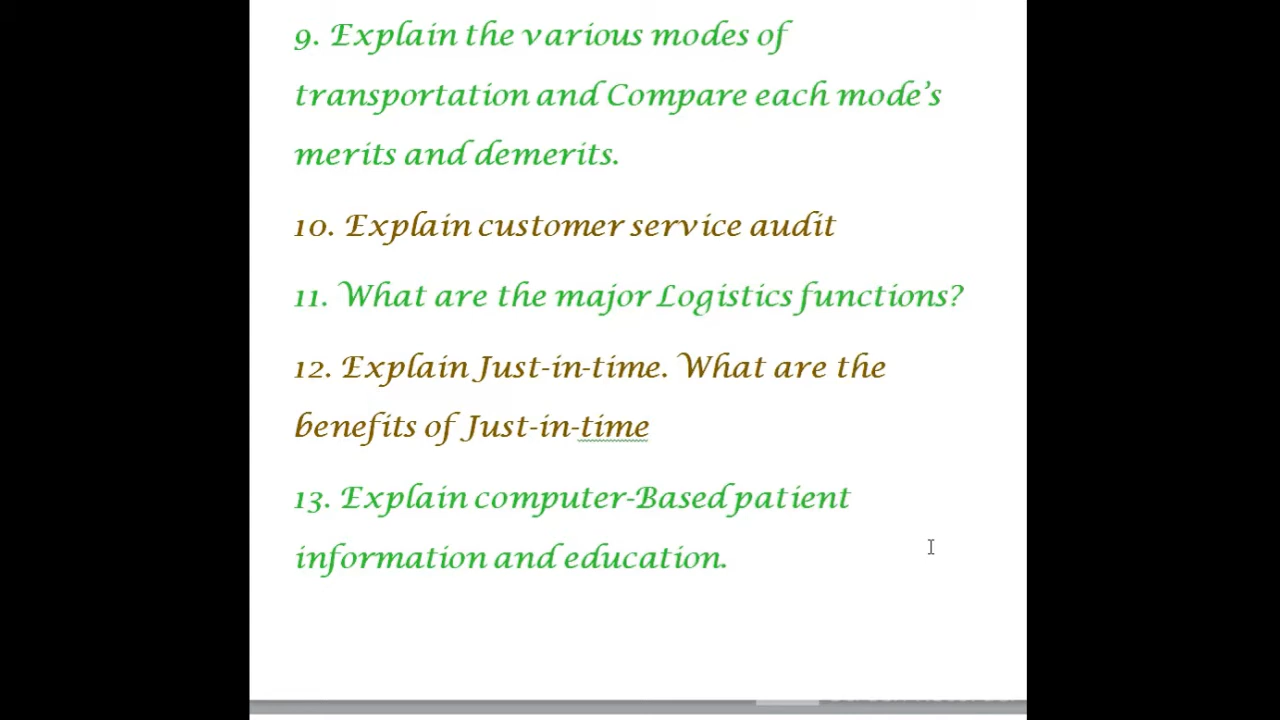 9. Explain the various modes of
transportation and Compare each mode's
merits and demerits.
10. Explain customer service audit
11. What are the major Logistics functions?
12. Explain Just-in-time. What are the
benefits of Just-in-time
13. Explain computer-Based patient
information and education.